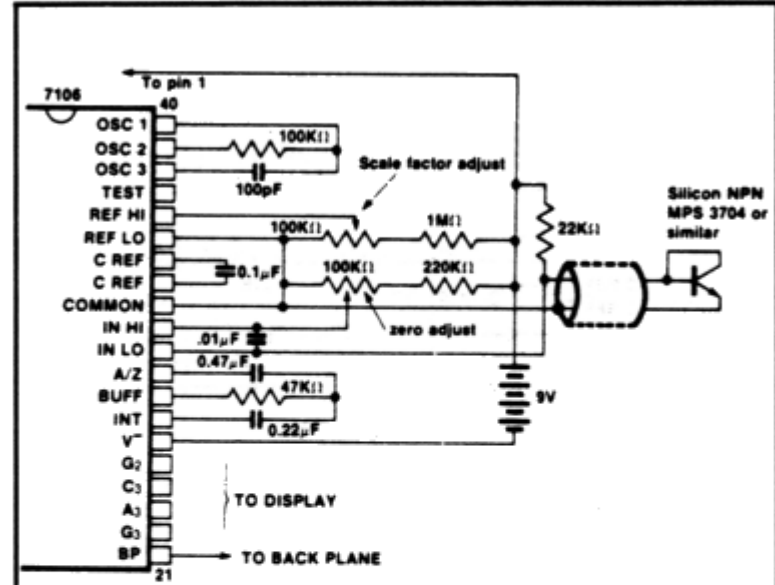 To pin 1
7106
40
OSC 1
100KΩ
OSC 2
Scale factor adjust
OSC 3
100pF
TEST
Silicon NPN
MPS 3704 or
similar
REF HI
100KΩ
1MΩ
22KΩ
REF LO
C REF
0.1μF
100KΩ
220KΩ
C REF
COMMON
IN HI
.01μF
zero adjust
IN LO
0.47μF
A/Z
BUFF
47KΩ
9V
INT
0.22μF
V−
G2
C3
TO DISPLAY
A3
G3
BP
TO BACK PLANE
21